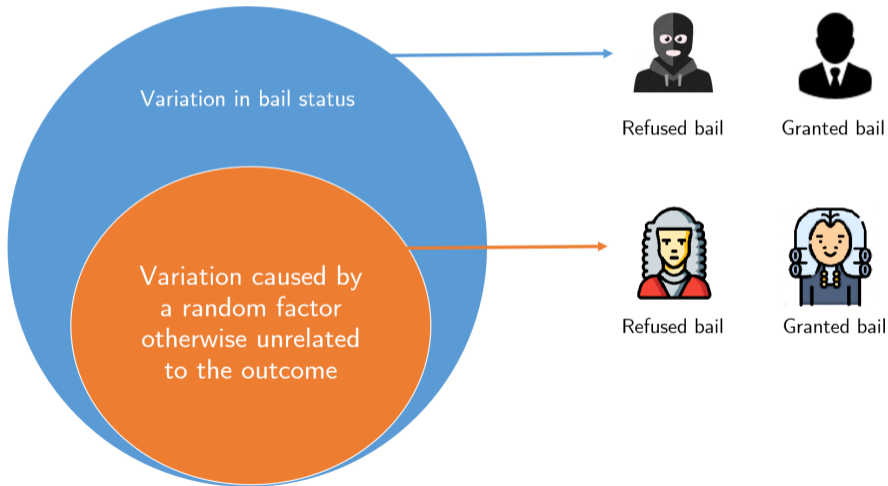 Variation in bail status
Refused bail
Granted bail
Variation caused by
a random factor
otherwise unrelated
to the outcome
Refused bail
Granted bail